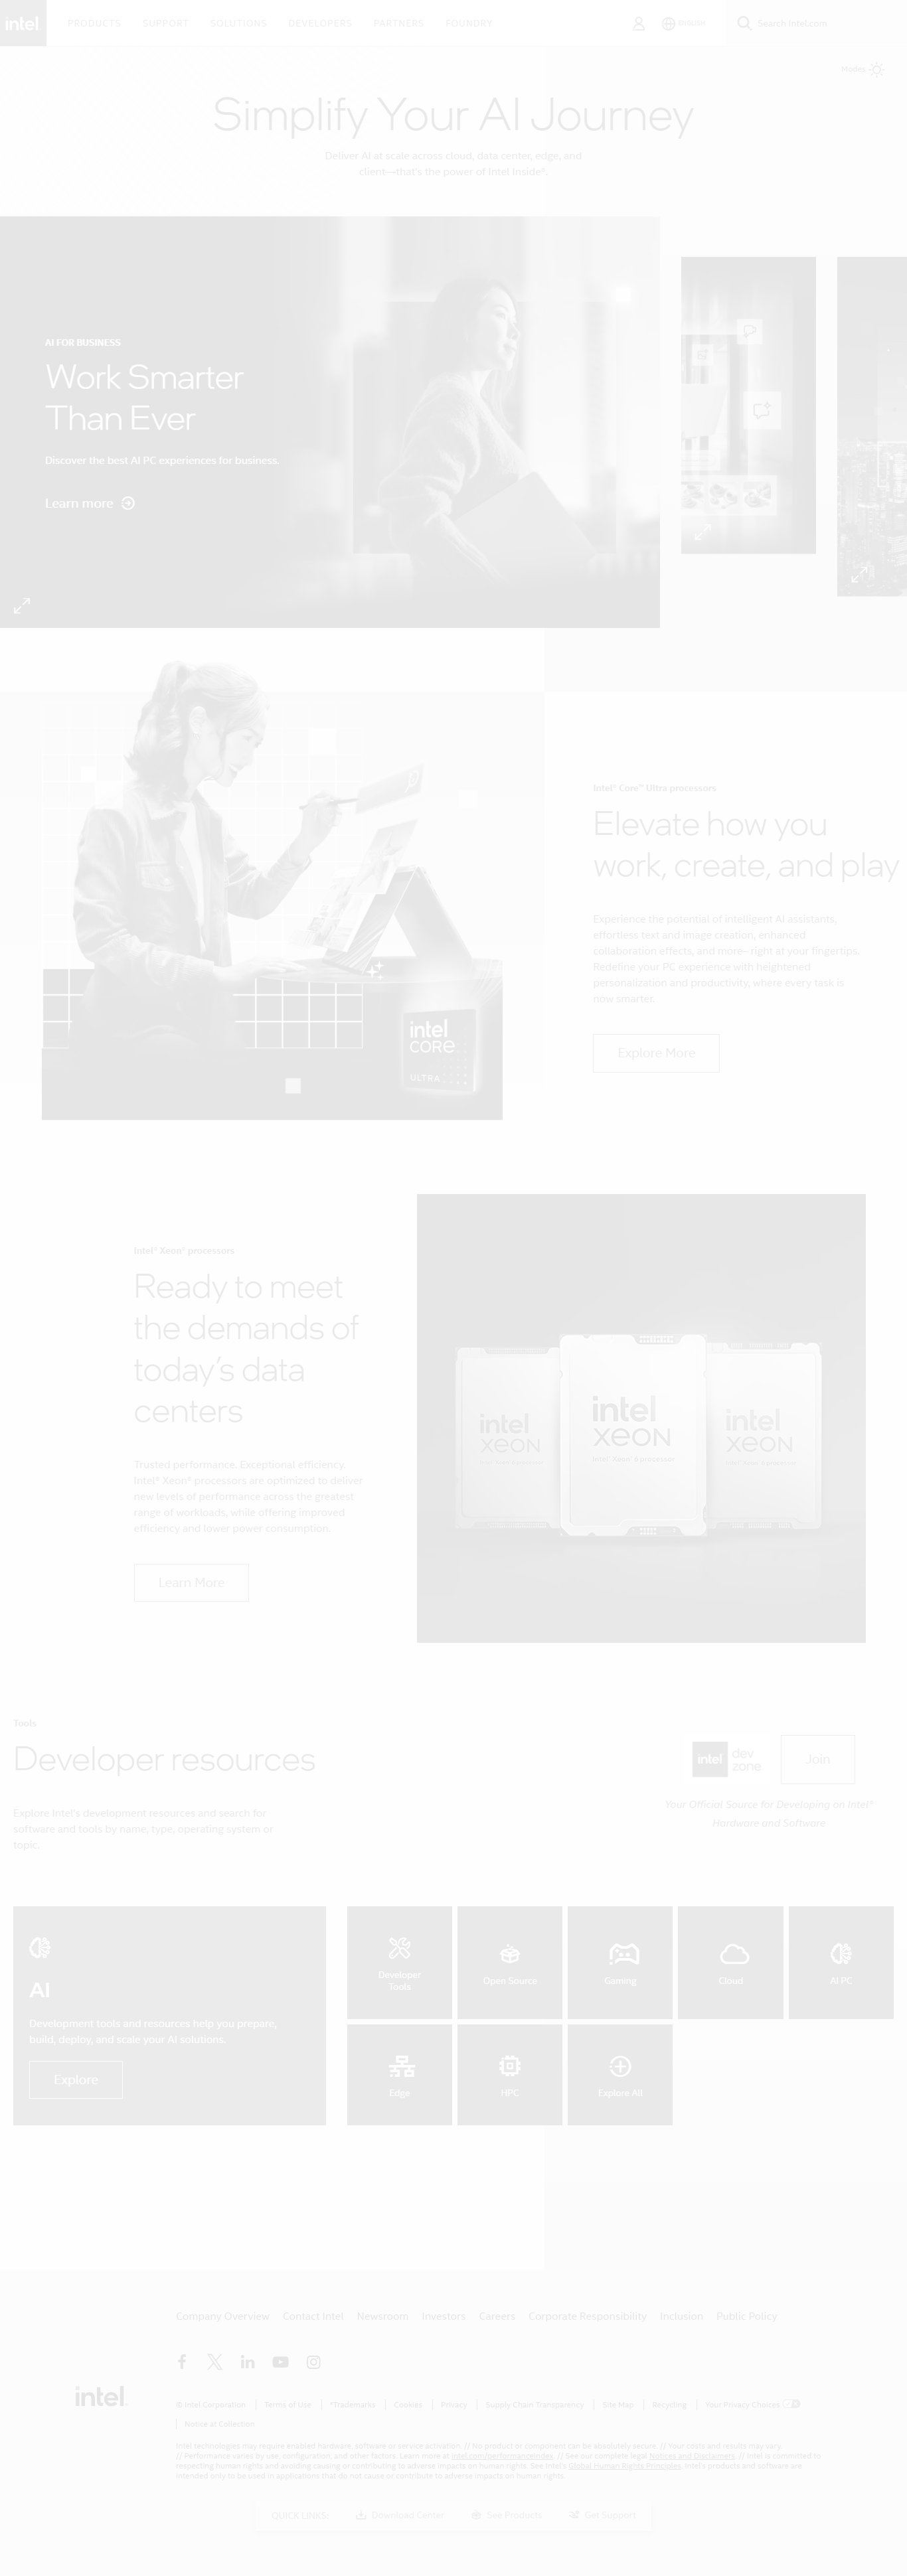 intel
PRODUCTS SUPPORT SOLUTIONS DEVELOPERS PARTNERS FOUNDRY
ENGLISH
Search Intel.com
Modes
Simplify Your AI Journey
Deliver AI at scale across cloud, data center, edge, and
client—that's the power of Intel Inside®.
AI FOR BUSINESS
Work Smarter
Than Ever
Discover the best AI PC experiences for business.
Learn more
Intel® Core™ Ultra processors
Elevate how you
work, create, and play
Experience the potential of intelligent AI assistants,
effortless text and image creation, enhanced
collaboration effects, and more–right at your fingertips.
Redefine your PC experience with heightened
personalization and productivity, where every task is
now smarter.
Explore More
intel
CORE
ULTRA
Intel® Xeon® processors
Ready to meet
the demands of
today's data
centers
Trusted performance. Exceptional efficiency.
Intel® Xeon® processors are optimized to deliver
new levels of performance across the greatest
range of workloads, while offering improved
efficiency and lower power consumption.
Learn More
intel
xeon
intel
xeon
Intel® Xeon® 6 processor
intel
xeon
Tools
Developer resources
Explore Intel's development resources and search for
software and tools by name, type, operating system or
topic.
intel dev
zone
Join
Your Official Source for Developing on Intel®
Hardware and Software
AI
Development tools and resources help you prepare,
build, deploy, and scale your AI solutions.
Explore
Developer
Tools
Open Source
Gaming
Cloud
AI PC
Edge
HPC
Explore All
Company Overview Contact Intel Newsroom Investors Careers Corporate Responsibility Inclusion Public Policy
intel.
© Intel Corporation Terms of Use *Trademarks Cookies Privacy Supply Chain Transparency Site Map Recycling Your Privacy Choices
Notice at Collection
Intel technologies may require enabled hardware, software or service activation. // No product or component can be absolutely secure. // Your costs and results may vary.
// Performance varies by use, configuration, and other factors. Learn more at intel.com/performanceindex. // See our complete legal Notices and Disclaimers. // Intel is committed to
respecting human rights and avoiding causing or contributing to adverse impacts on human rights. See Intel's Global Human Rights Principles. Intel's products and software are
intended only to be used in applications that do not cause or contribute to adverse impacts on human rights.
QUICK LINKS: Download Center See Products Get Support